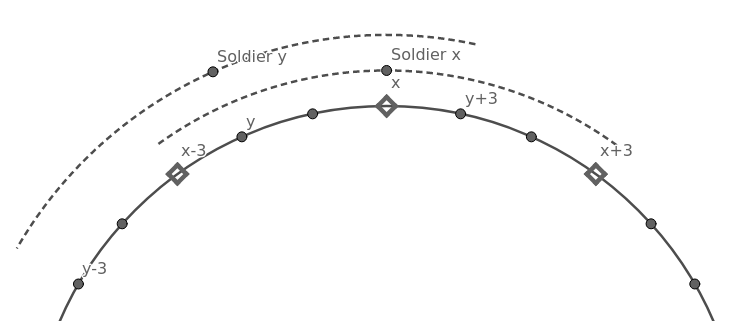 Soldier y
Soldier x
x
y+3
y
x-3
x+3
y-3